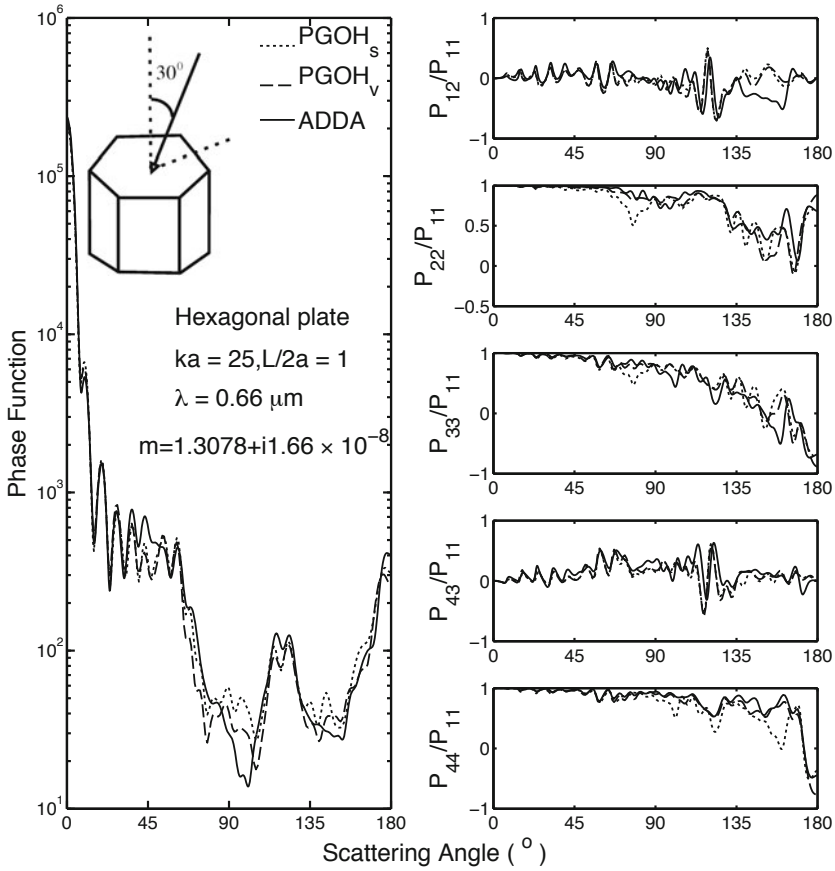 10^6
10^5
10^4
10^3
10^2
10^1
Phase Function
30^0
PGOH_s
PGOH_v
ADDA
Hexagonal plate
ka = 25,L/2a = 1
λ = 0.66 μm
m=1.3078+i1.66 × 10^−8
0 45 90 135 180
P_12/P_11
1
0
−1
0 45 90 135 180
P_22/P_11
1
0.5
0
−0.5
0 45 90 135 180
P_33/P_11
1
0
−1
0 45 90 135 180
P_43/P_11
1
0
−1
0 45 90 135 180
P_44/P_11
1
0
−1
0 45 90 135 180
Scattering Angle ( ° )